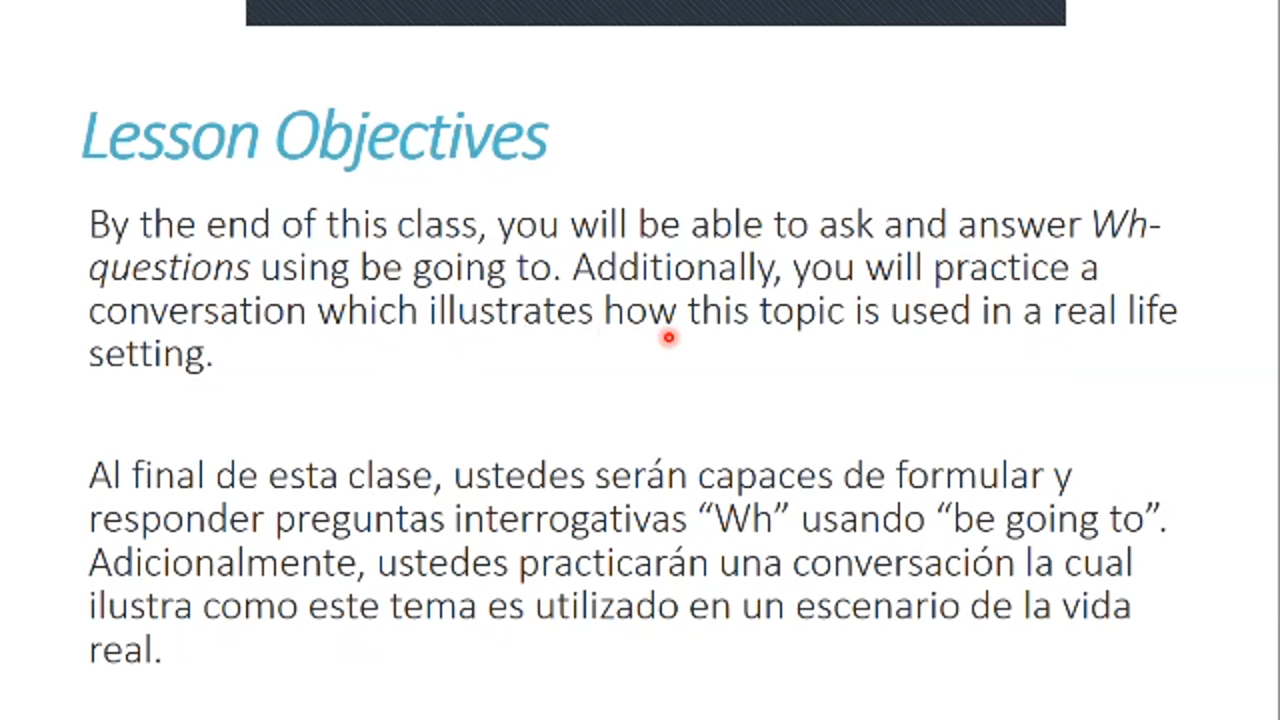 Lesson Objectives
By the end of this class, you will be able to ask and answer Wh-
questions using be going to. Additionally, you will practice a
conversation which illustrates how this topic is used in a real life
setting.
Al final de esta clase, ustedes serán capaces de formular y
responder preguntas interrogativas “Wh” usando “be going to”.
Adicionalmente, ustedes practicarán una conversación la cual
ilustra como este tema es utilizado en un escenario de la vida
real.